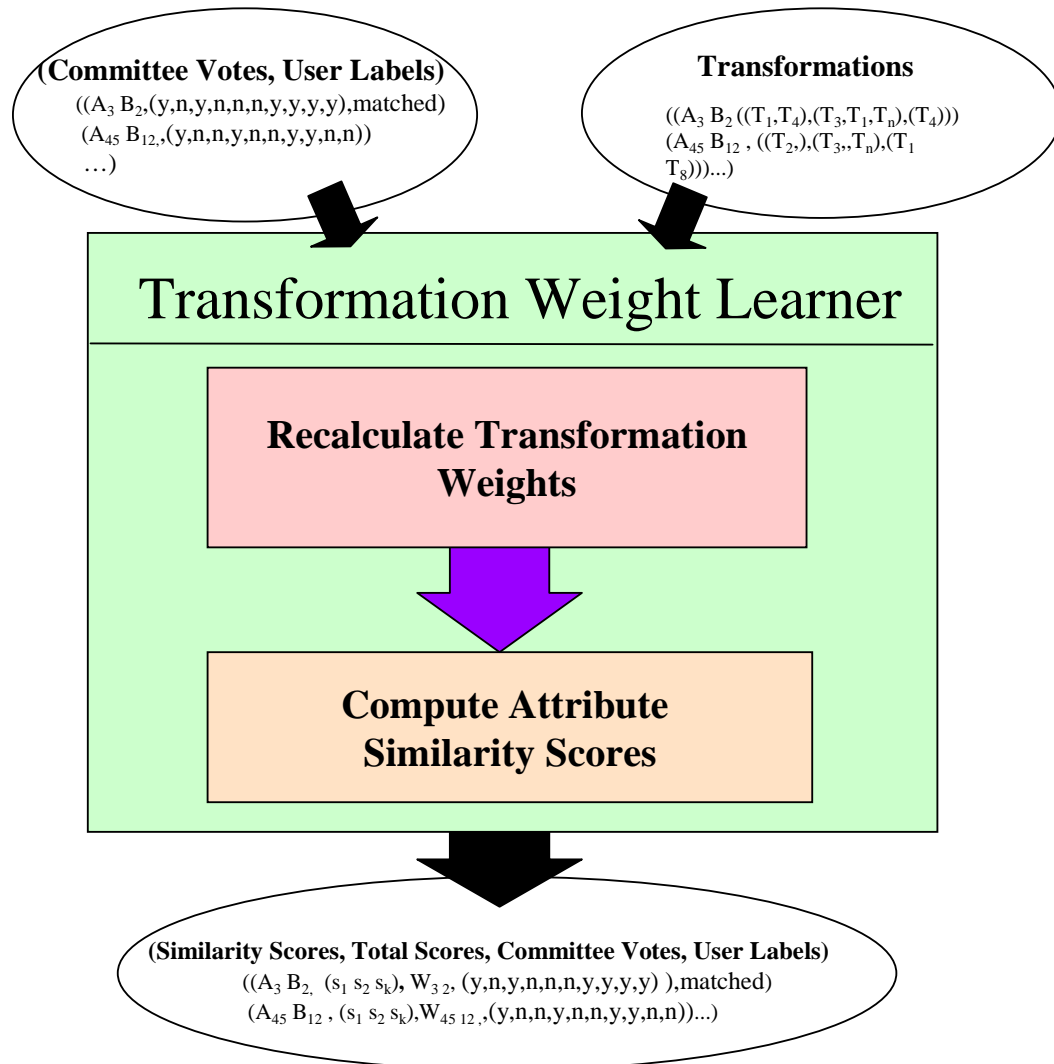 (Committee Votes, User Labels)
((A₃ B₂,(y,n,y,n,n,n,y,y,y,y),matched)
(A₄₅ B₁₂,,(y,n,n,y,n,n,y,y,n,n))
…)
Transformations
((A₃ B₂ ((T₁,T₄),(T₃,T₁,Tₙ),(T₄)))
(A₄₅ B₁₂ , ((T₂,),(T₃,,Tₙ),(T₁
T₈)))...)
Transformation Weight Learner
Recalculate Transformation
Weights
Compute Attribute
Similarity Scores
(Similarity Scores, Total Scores, Committee Votes, User Labels)
((A₃ B₂, (s₁ s₂ sₖ), W₃ ₂, (y,n,y,n,n,n,y,y,y,y) ),matched)
(A₄₅ B₁₂ , (s₁ s₂ sₖ),W₄₅ ₁₂ ,,(y,n,n,y,n,n,y,y,n,n))...)